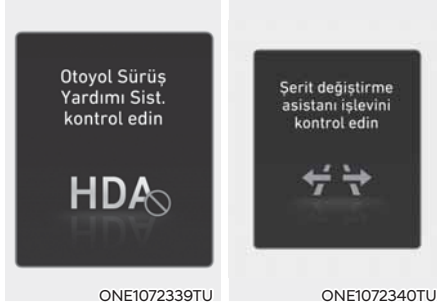 Otoyol Sürüş
Yardımı Sist.
kontrol edin
HDA
ONE1072339TU
Şerit değiştirme
asistanı işlevini
kontrol edin
ONE1072340TU